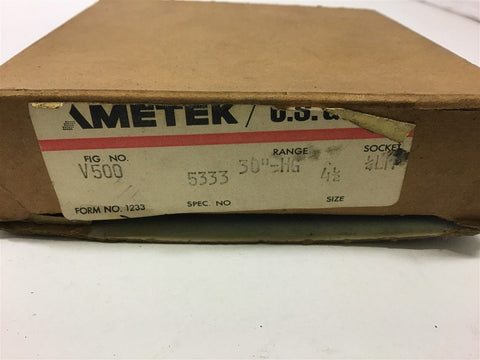 AMETEK / U.S.
FIG NO. RANGE SOCKET
V500 5333 30"-HG 4½
FORM NO. 1233 SPEC. NO SIZE